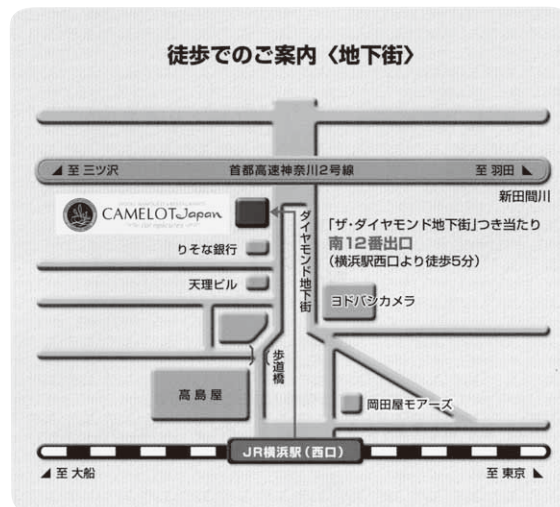 徒歩でのご案内〈地下街〉
◢ 至 三ツ沢
首都高速神奈川2号線
至 羽田 ◣
新田間川
CAMELOT Japan
「ザ・ダイヤモンド地下街」つき当たり
南12番出口
(横浜駅西口より徒歩5分)
ダイヤモンド地下街
りそな銀行
天理ビル
ヨドバシカメラ
歩道橋
高島屋
岡田屋モアーズ
JR横浜駅(西口)
◢ 至 大船
至 東京 ◣